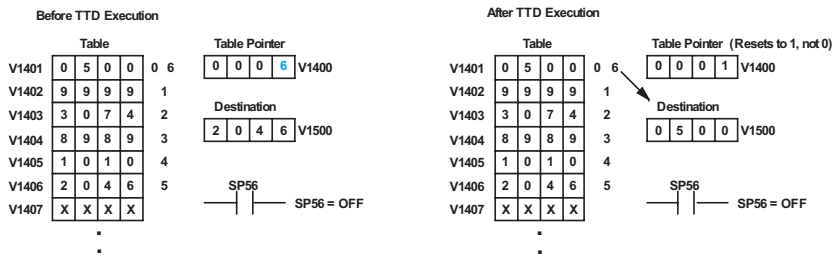 Before TTD Execution
Table
Table Pointer
V1401 0 5 0 0 0 6 0 0 0 6 V1400
V1402 9 9 9 9 1
V1403 3 0 7 4 2
Destination
2 0 4 6 V1500
V1404 8 9 8 9 3
V1405 1 0 1 0 4
V1406 2 0 4 6 5
SP56
SP56 = OFF
V1407 X X X X
After TTD Execution
Table
Table Pointer (Resets to 1, not 0)
V1401 0 5 0 0 0 6 0 0 0 1 V1400
V1402 9 9 9 9 1
V1403 3 0 7 4 2
Destination
0 5 0 0 V1500
V1404 8 9 8 9 3
V1405 1 0 1 0 4
V1406 2 0 4 6 5
SP56
SP56 = OFF
V1407 X X X X